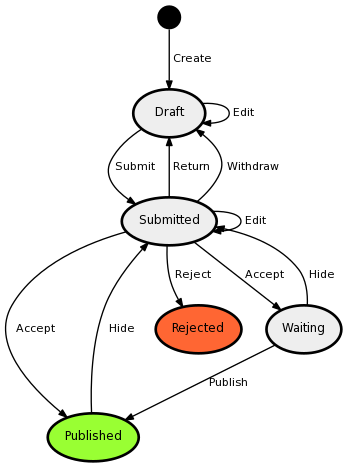 Create
Draft
Edit
Submit
Return
Withdraw
Submitted
Edit
Accept
Hide
Reject
Accept
Hide
Rejected
Waiting
Publish
Published